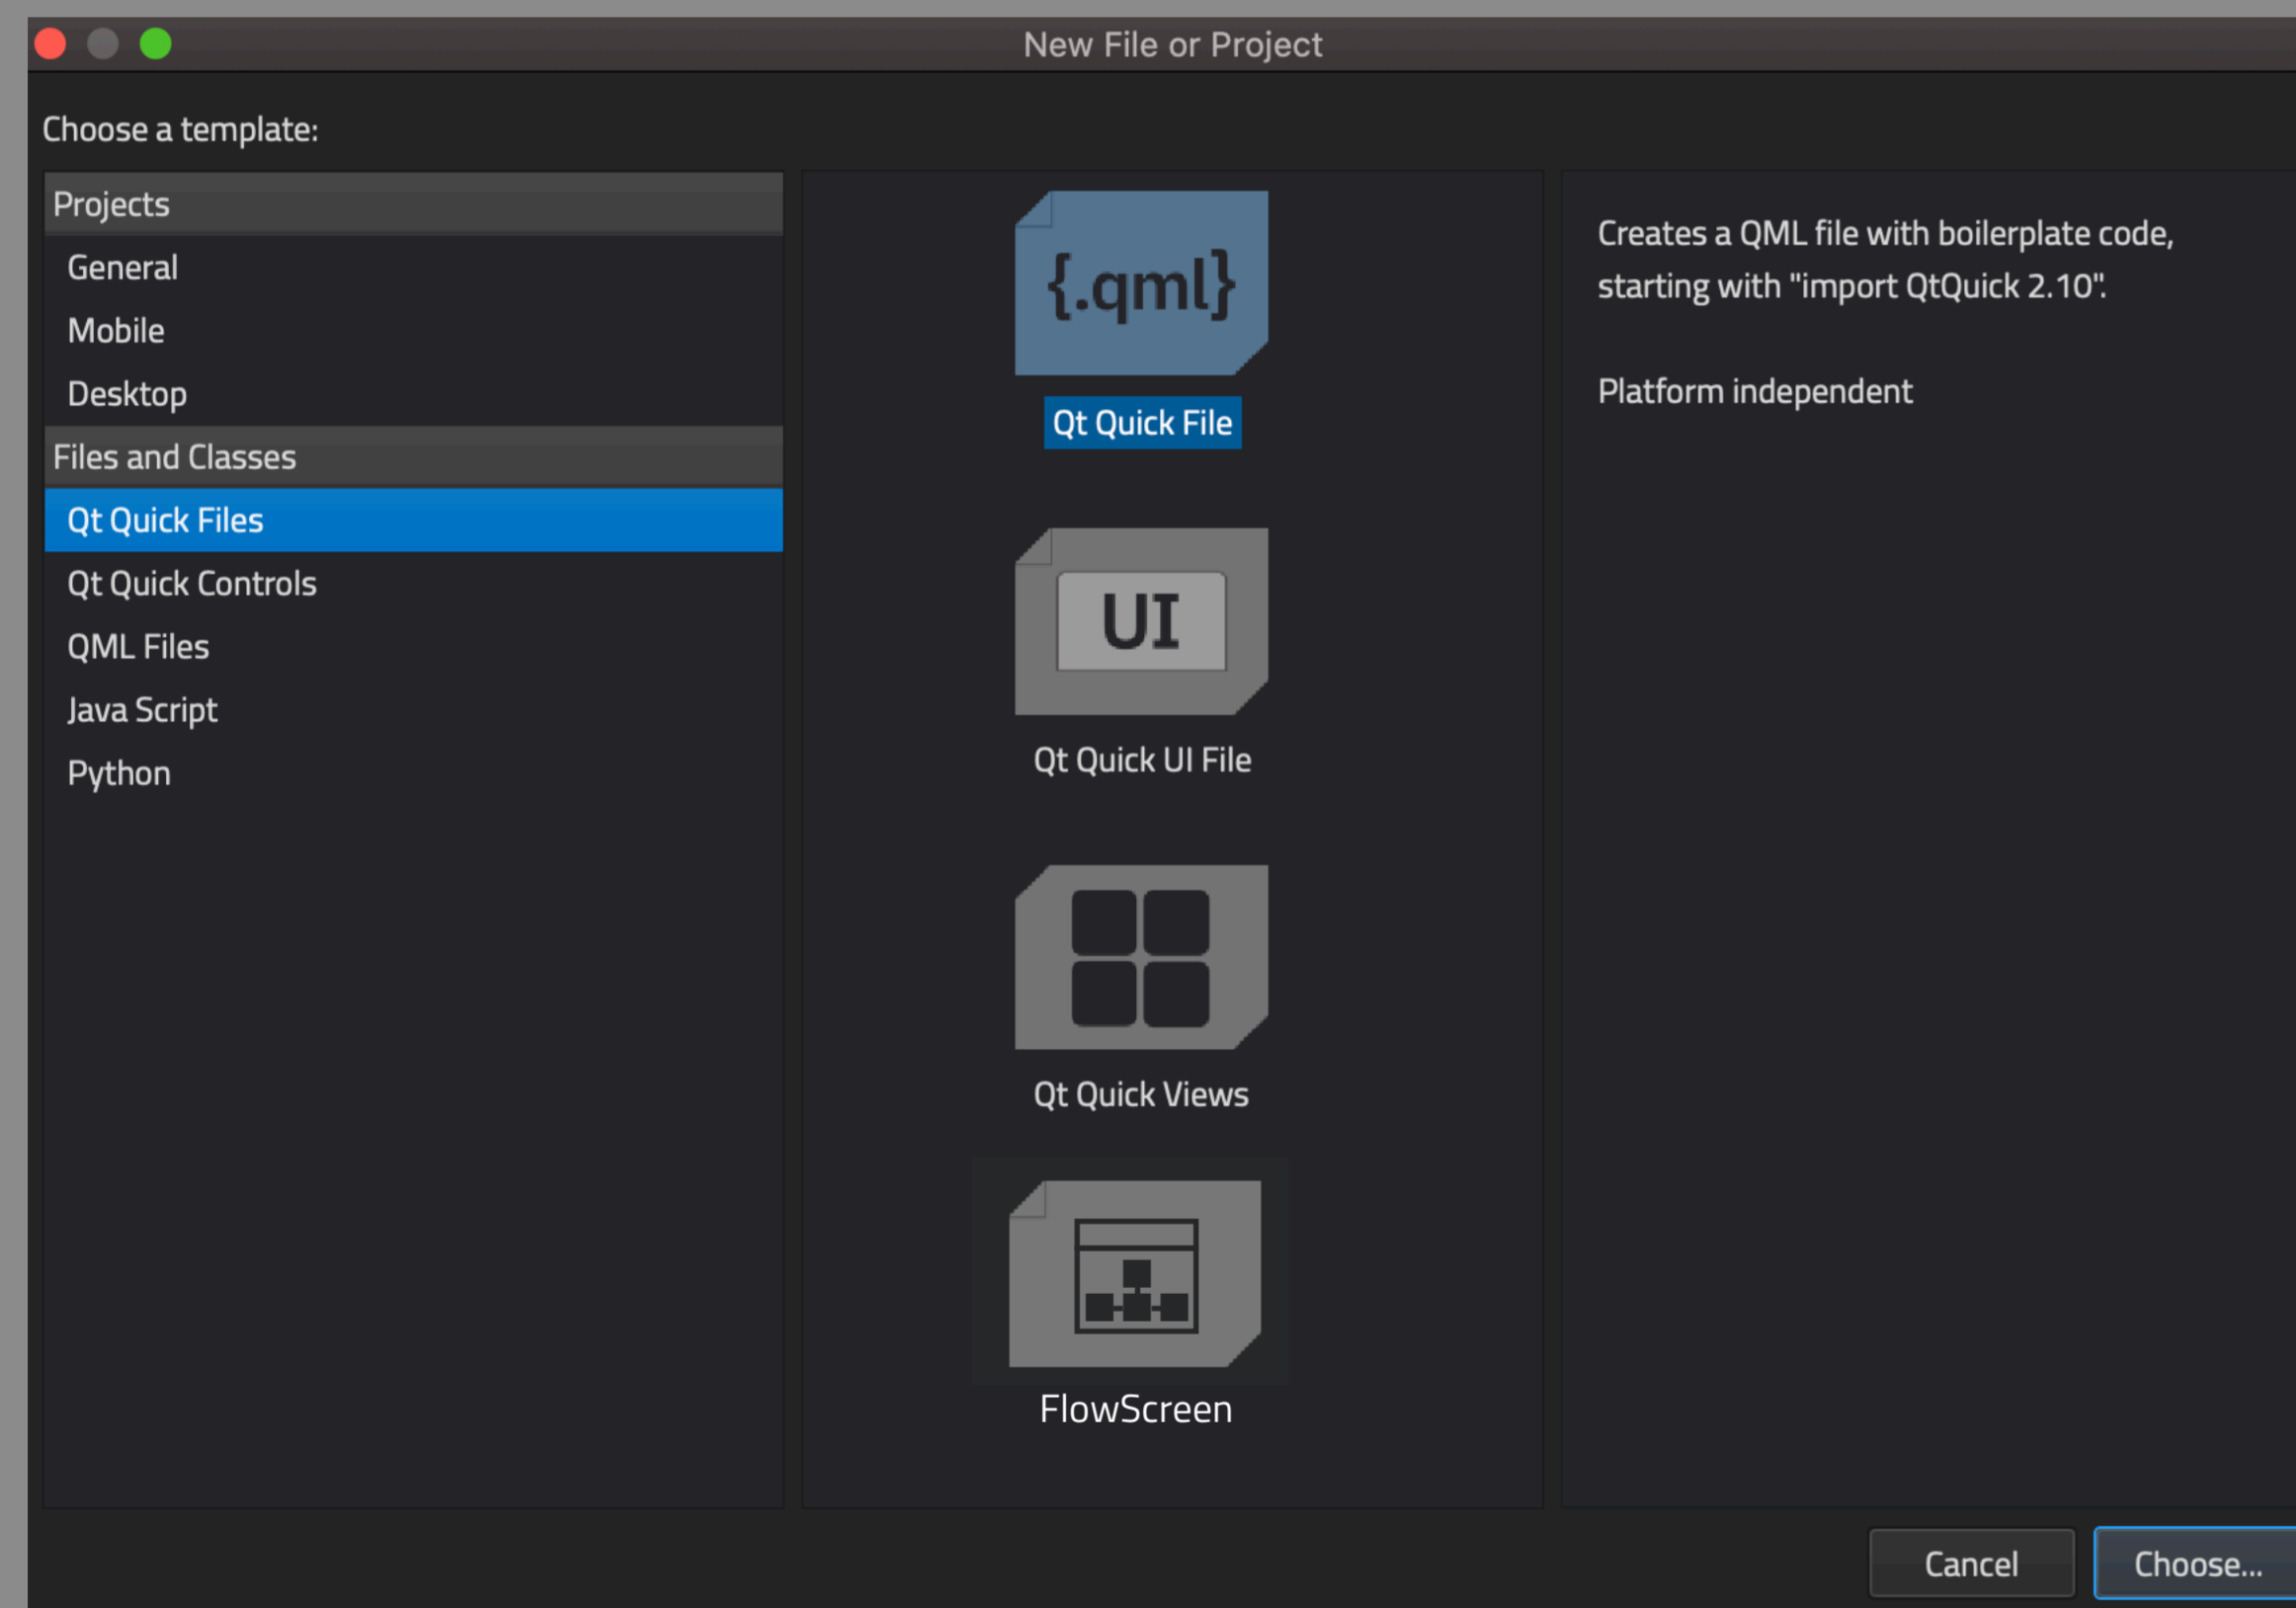 New File or Project
Choose a template:
Projects
General
Mobile
Desktop
Files and Classes
Qt Quick Files
Qt Quick Controls
QML Files
Java Script
Python
{.qml}
Qt Quick File
UI
Qt Quick UI File
Qt Quick Views
FlowScreen
Creates a QML file with boilerplate code,
starting with "import QtQuick 2.10".
Platform independent
Cancel
Choose...